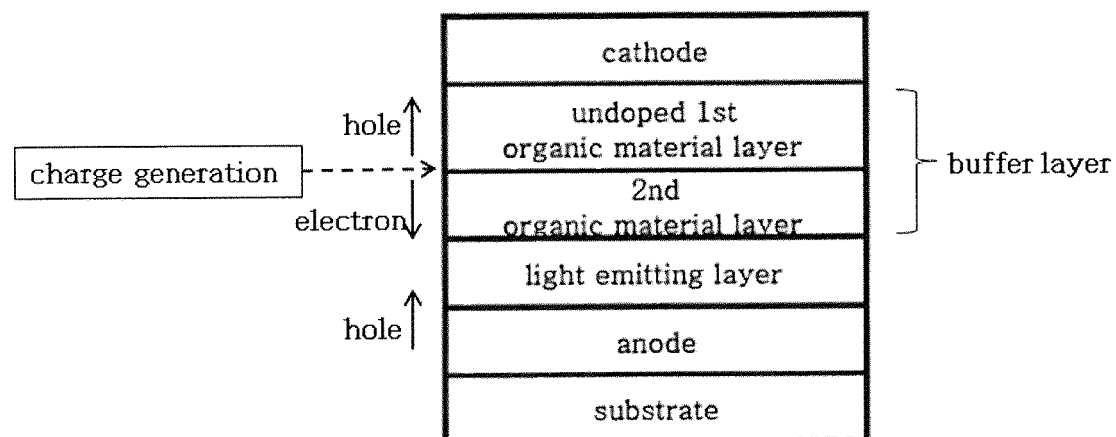 cathode
hole
undoped 1st
organic material layer
charge generation
buffer layer
electron
2nd
organic material layer
light emitting layer
hole
anode
substrate